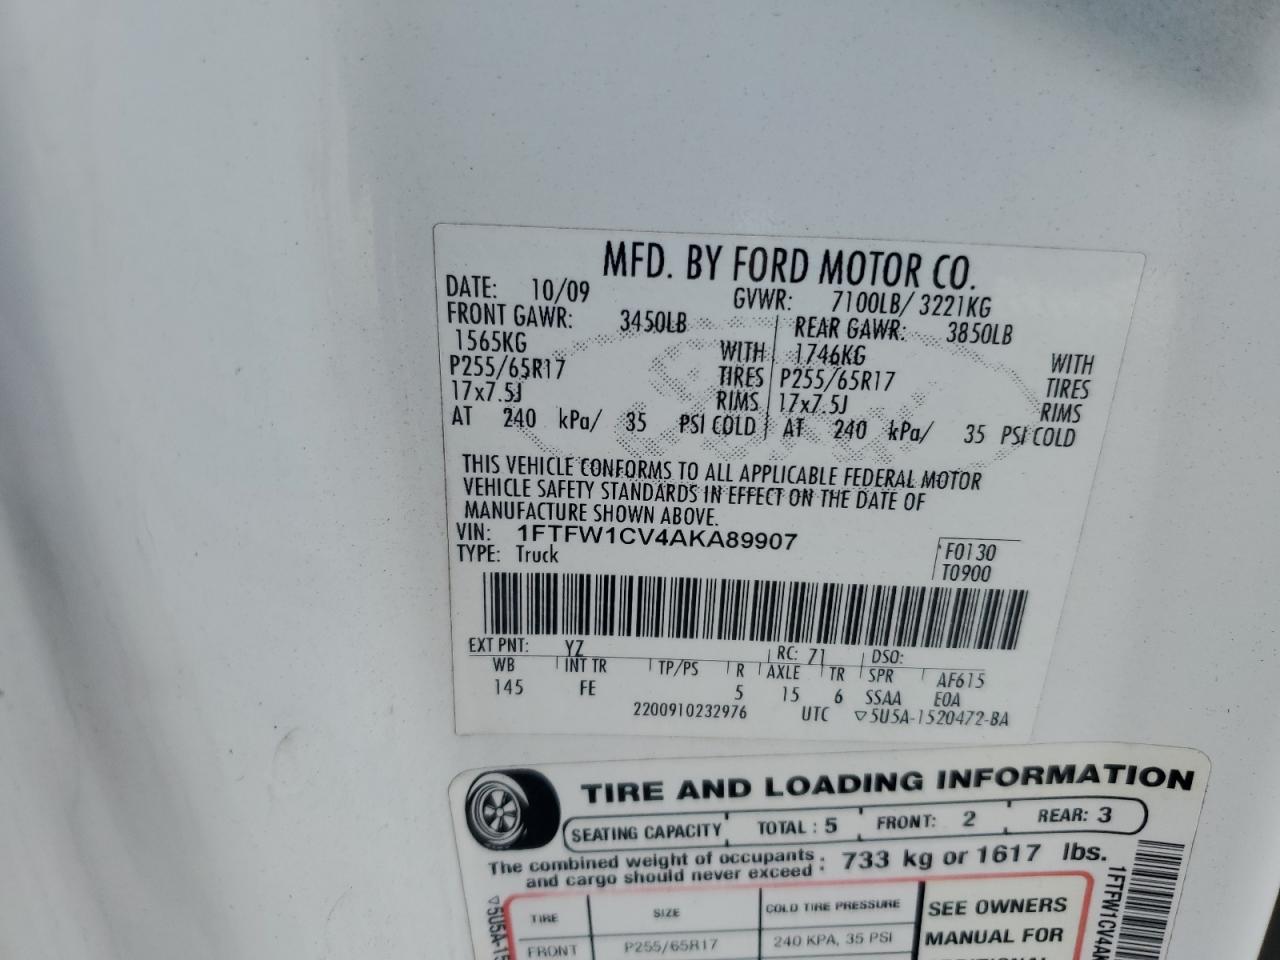 MFD. BY FORD MOTOR CO.
DATE: 10/09 GVWR: 7100LB/ 3221KG
FRONT GAWR: 3450LB REAR GAWR: 3850LB
1565KG WITH 1746KG WITH
P255/65R17 TIRES P255/65R17 TIRES
17x7.5J RIMS 17x7.5J RIMS
AT 240 kPa/ 35 PSI COLD AT 240 kPa/ 35 PSI COLD
THIS VEHICLE CONFORMS TO ALL APPLICABLE FEDERAL MOTOR
VEHICLE SAFETY STANDARDS IN EFFECT ON THE DATE OF
MANUFACTURE SHOWN ABOVE.
VIN: 1FTFW1CV4AKA89907
TYPE: Truck
F0130
T0900
EXT PNT: YZ RC: 71 DSO:
WB INT TR TP/PS R AXLE TR SPR AF615
145 FE 5 15 6 SSAA E0A
2200910232976 UTC ▽5U5A-1520472-BA
TIRE AND LOADING INFORMATION
SEATING CAPACITY TOTAL : 5 FRONT: 2 REAR: 3
The combined weight of occupants
and cargo should never exceed : 733 kg or 1617 lbs.
TIRE SIZE COLD TIRE PRESSURE SEE OWNERS
FRONT P255/65R17 240 KPA, 35 PSI MANUAL FOR
▽5U5A-15
1FTFW1CV4AK